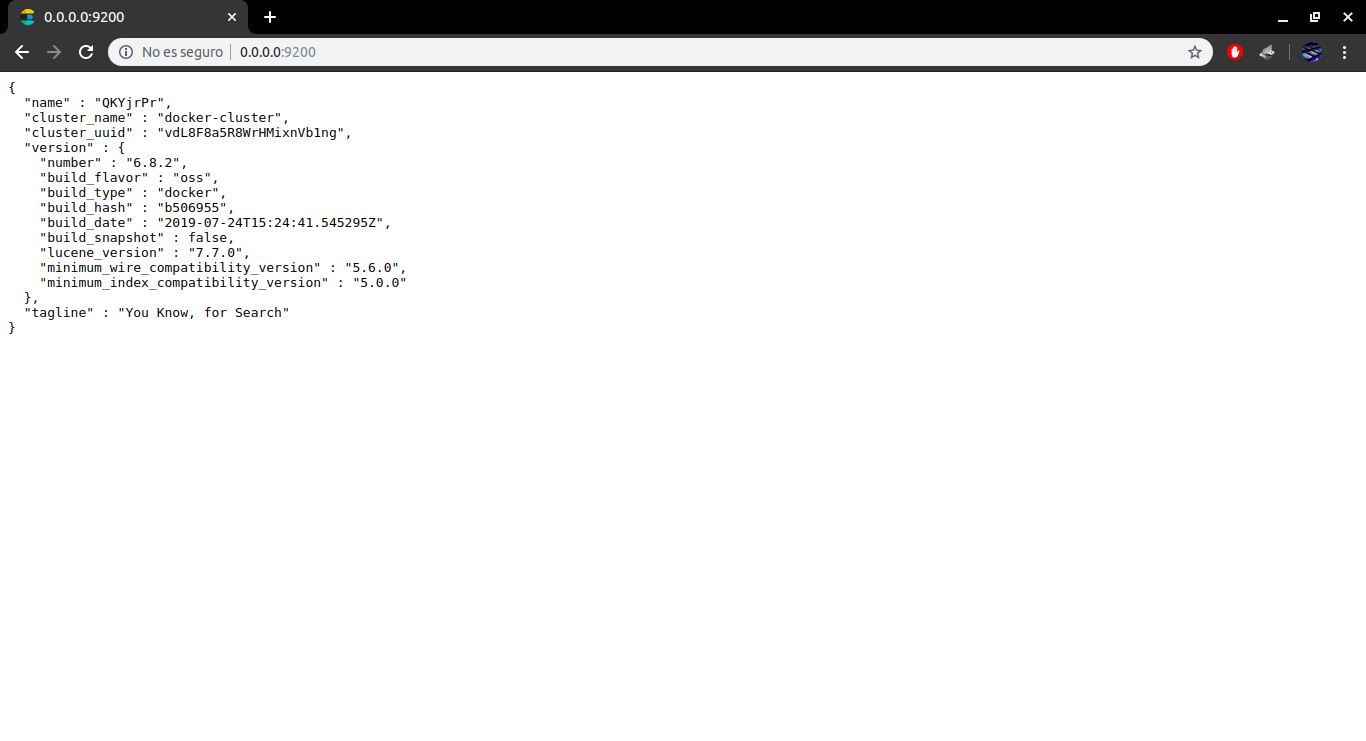 0.0.0.0:9200
No es seguro 0.0.0.0:9200
{
  "name" : "QKYjrPr",
  "cluster_name" : "docker-cluster",
  "cluster_uuid" : "vdL8F8a5R8WrHMixnVb1ng",
  "version" : {
    "number" : "6.8.2",
    "build_flavor" : "oss",
    "build_type" : "docker",
    "build_hash" : "b506955",
    "build_date" : "2019-07-24T15:24:41.545295Z",
    "build_snapshot" : false,
    "lucene_version" : "7.7.0",
    "minimum_wire_compatibility_version" : "5.6.0",
    "minimum_index_compatibility_version" : "5.0.0"
  },
  "tagline" : "You Know, for Search"
}